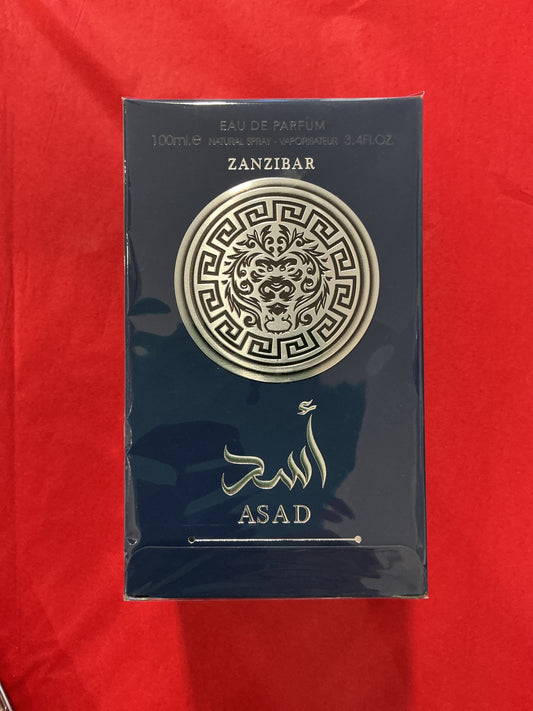 EAU DE PARFUM
100ml.e NATURAL SPRAY - VAPORISATEUR 3.4FL.OZ.
ZANZIBAR
أسد
ASAD